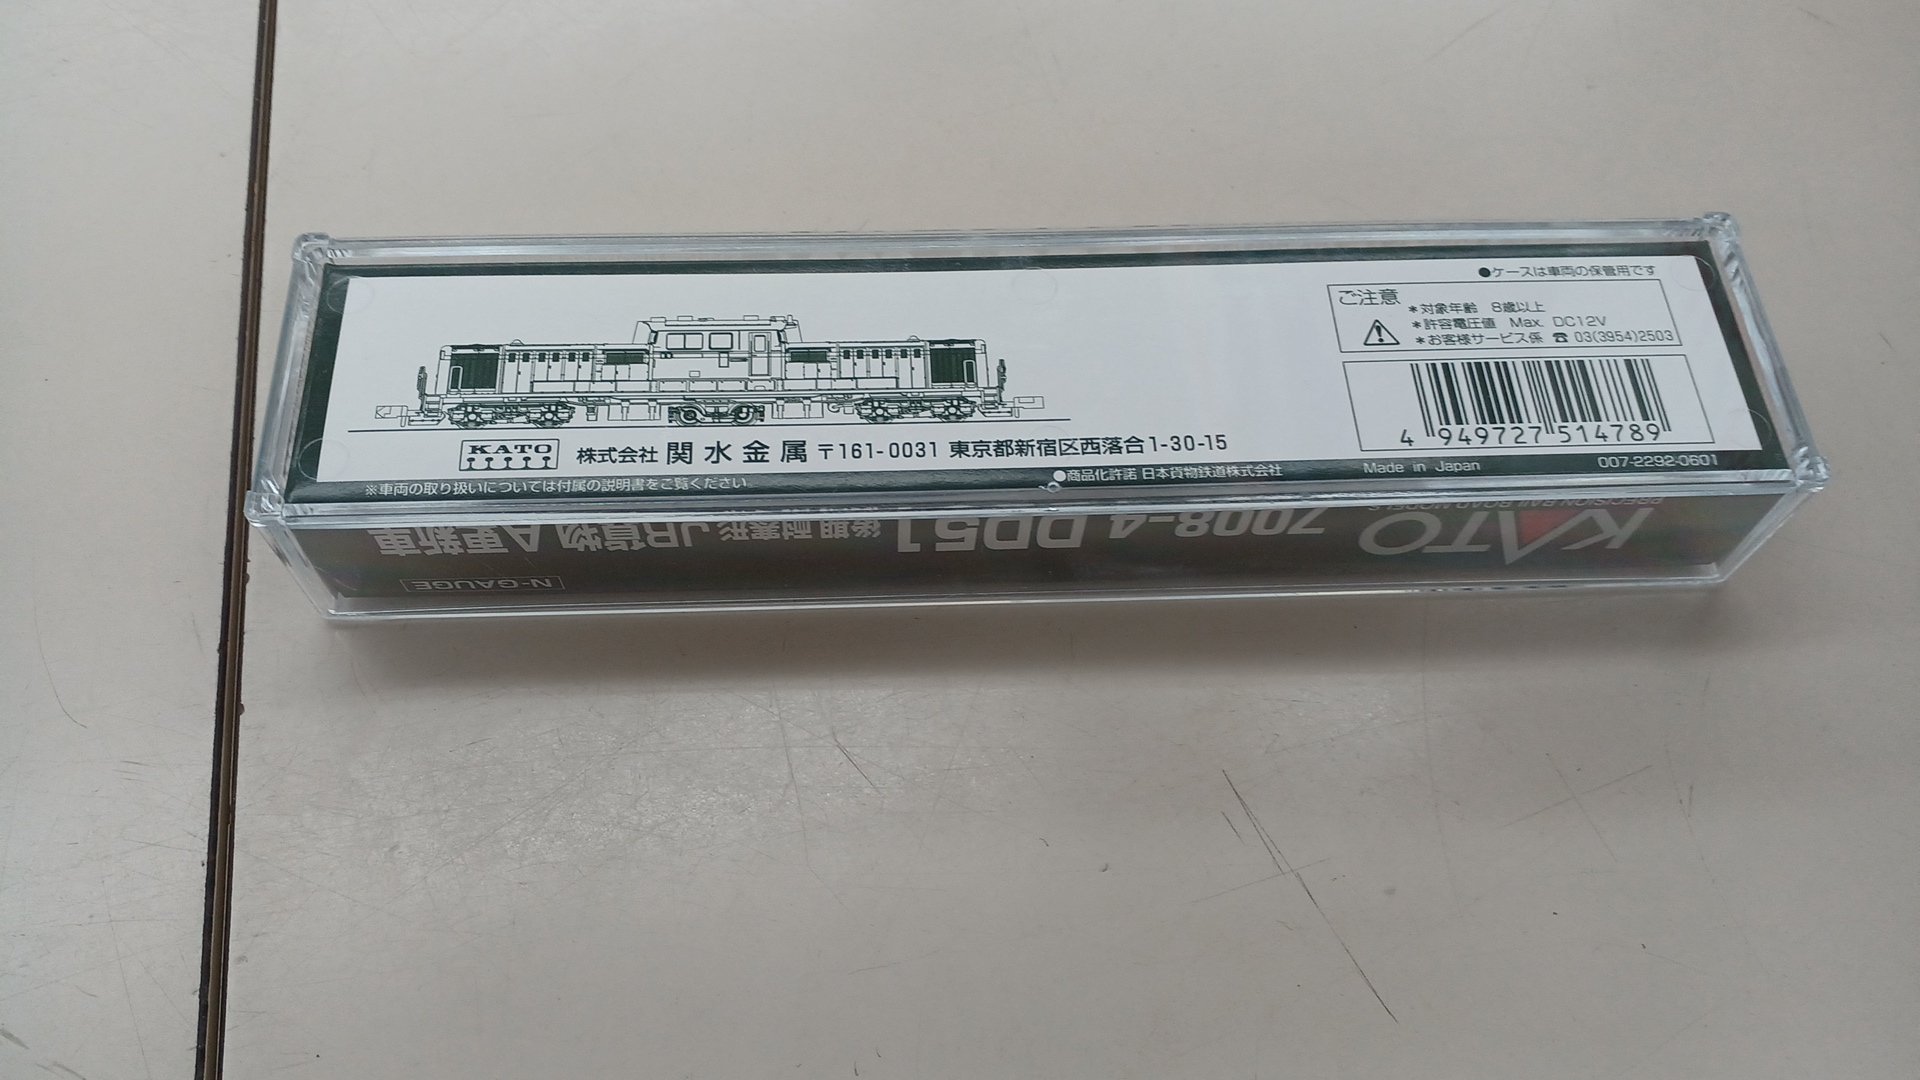 ●ケースは車両の保管用です
ご注意
＊対象年齢 8歳以上
＊許容電圧値 Max. DC12V
＊お客様サービス係 ☎ 03(3954)2503
4 949727 514789
KATO
株式会社 関水金属 〒161-0031 東京都新宿区西落合1-30-15
※車両の取り扱いについては付属の説明書をご覧ください
●商品化許諾 日本貨物鉄道株式会社
Made in Japan
007-2292-0601
KATO
PRECISION RAILROAD MODELS
7008-4 DD51 後期 耐寒形 JR貨物 A更新車
N-GAUGE